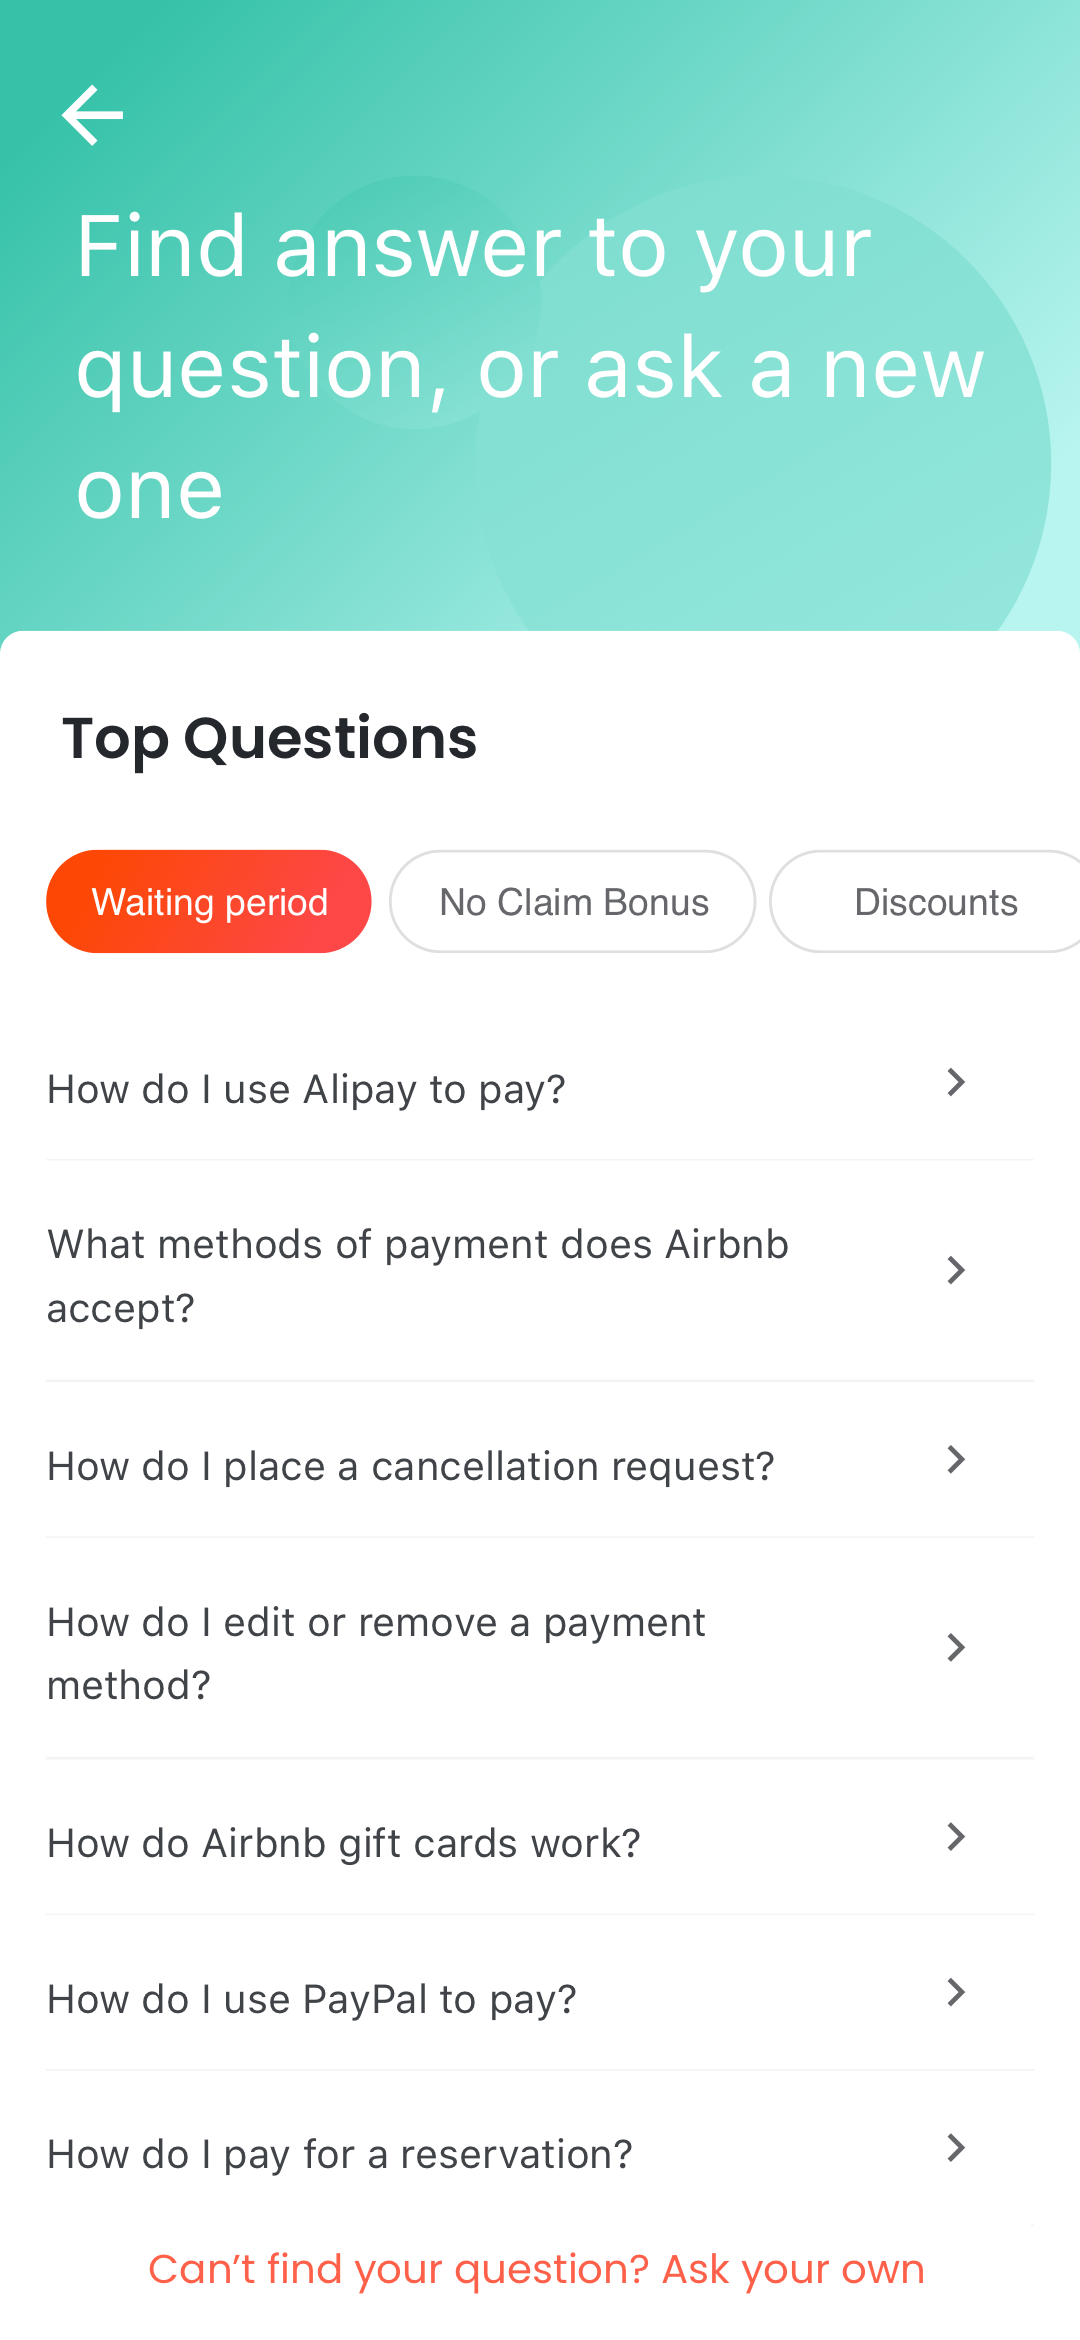 Find answer to your
question, or ask a new
one
Top Questions
Waiting period
No Claim Bonus
Discounts
How do I use Alipay to pay?
What methods of payment does Airbnb
accept?
How do I place a cancellation request?
How do I edit or remove a payment
method?
How do Airbnb gift cards work?
How do I use PayPal to pay?
How do I pay for a reservation?
Can’t find your question? Ask your own